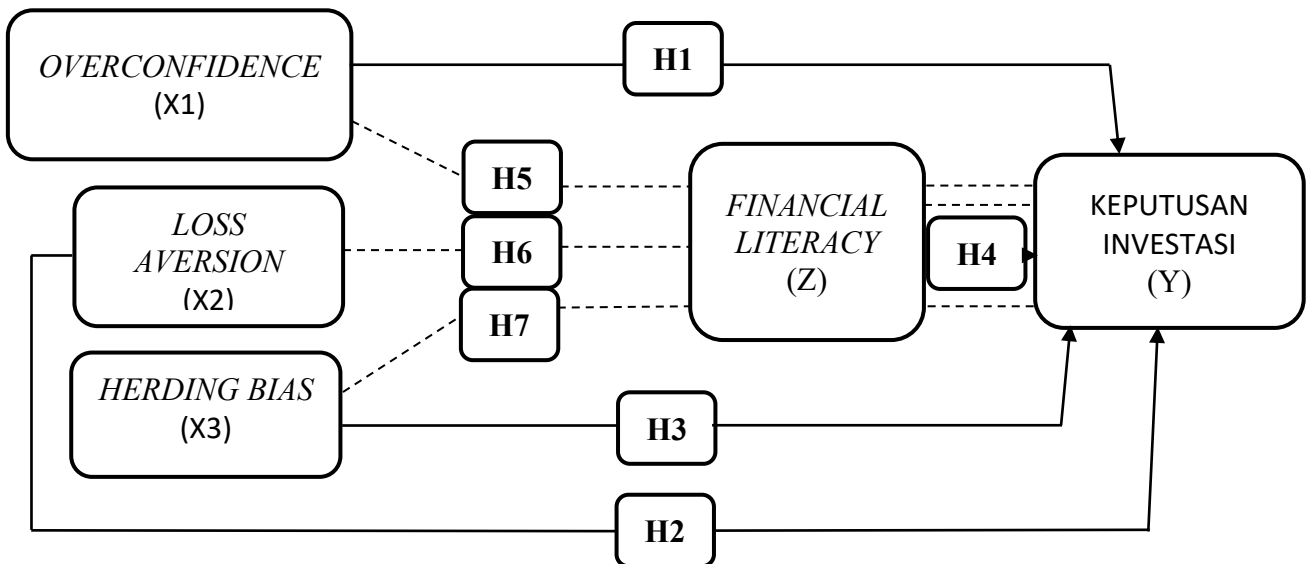 OVERCONFIDENCE
(X1)
H1
H5
LOSS
AVERSION
(X2)
H6
FINANCIAL
LITERACY
(Z)
H4
KEPUTUSAN
INVESTASI
(Y)
H7
HERDING BIAS
(X3)
H3
H2